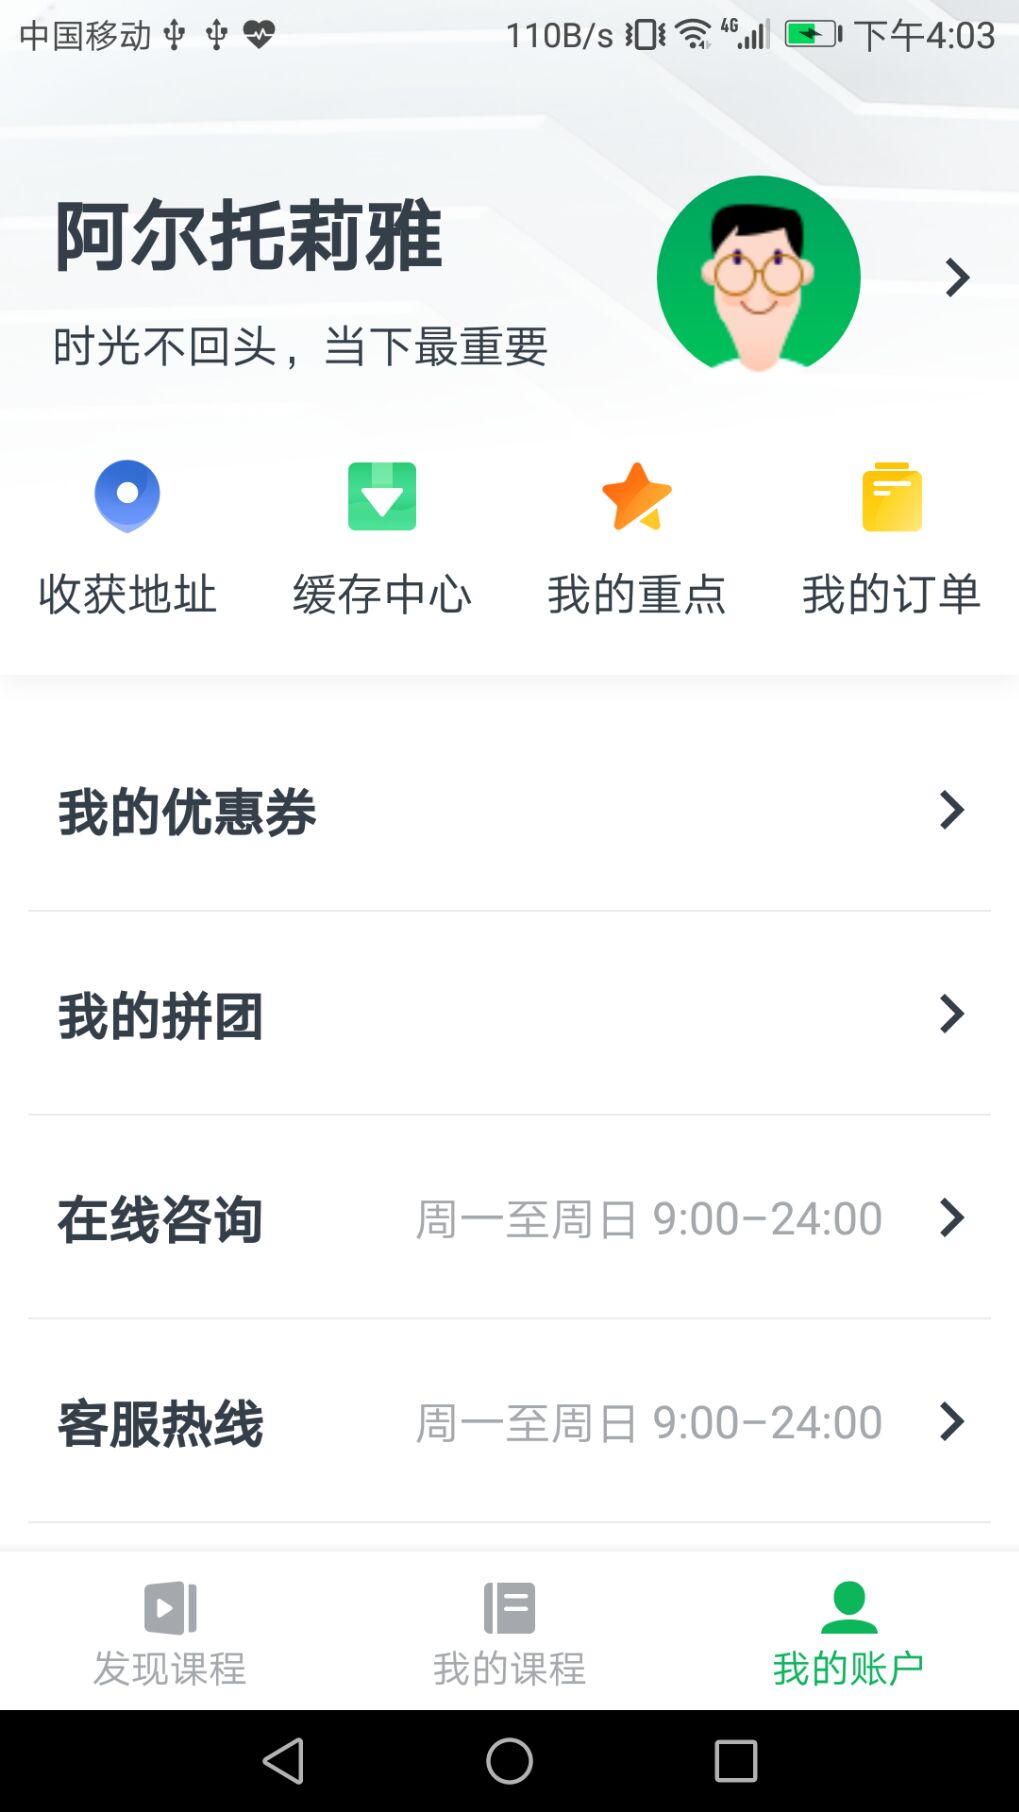 中国移动 110B/s 4G 下午4:03
阿尔托莉雅
时光不回头，当下最重要
收获地址 缓存中心 我的重点 我的订单
我的优惠券
我的拼团
在线咨询 周一至周日 9:00-24:00
客服热线 周一至周日 9:00-24:00
发现课程 我的课程 我的账户